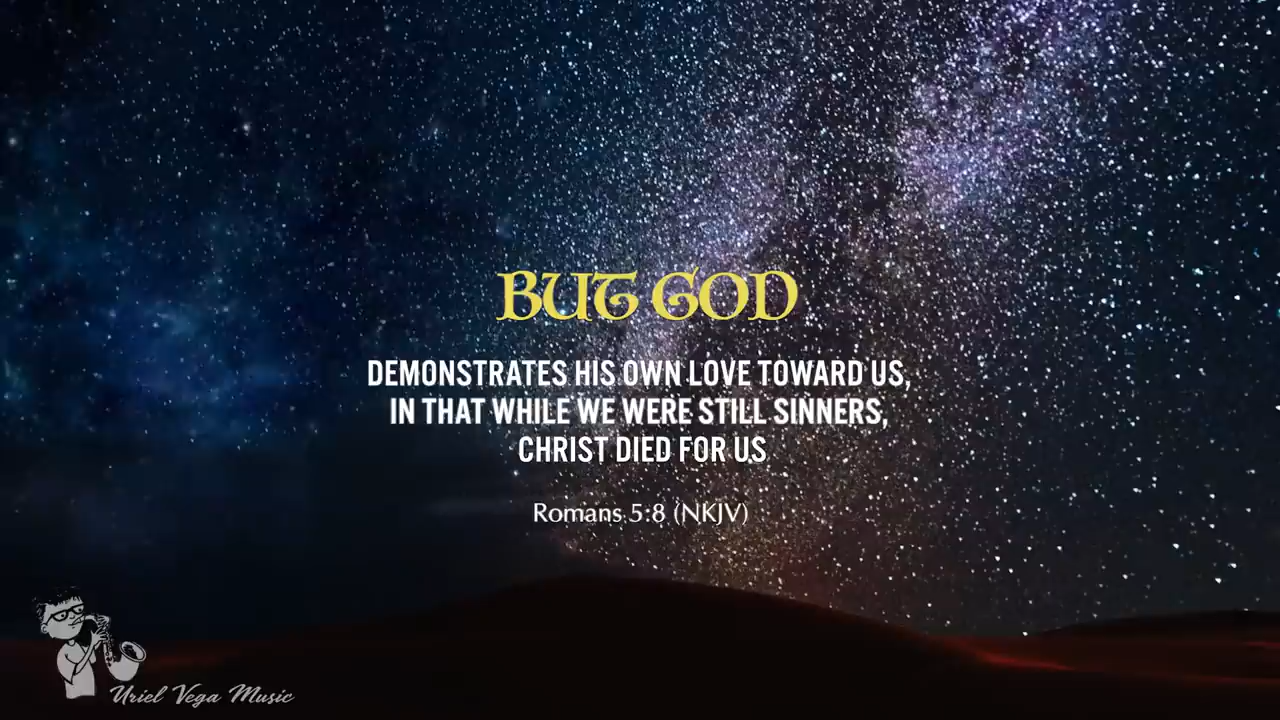 BUT GOD
DEMONSTRATES HIS OWN LOVE TOWARD US,
IN THAT WHILE WE WERE STILL SINNERS,
CHRIST DIED FOR US
Romans 5:8 (NKJV)
Uriel Vega Music